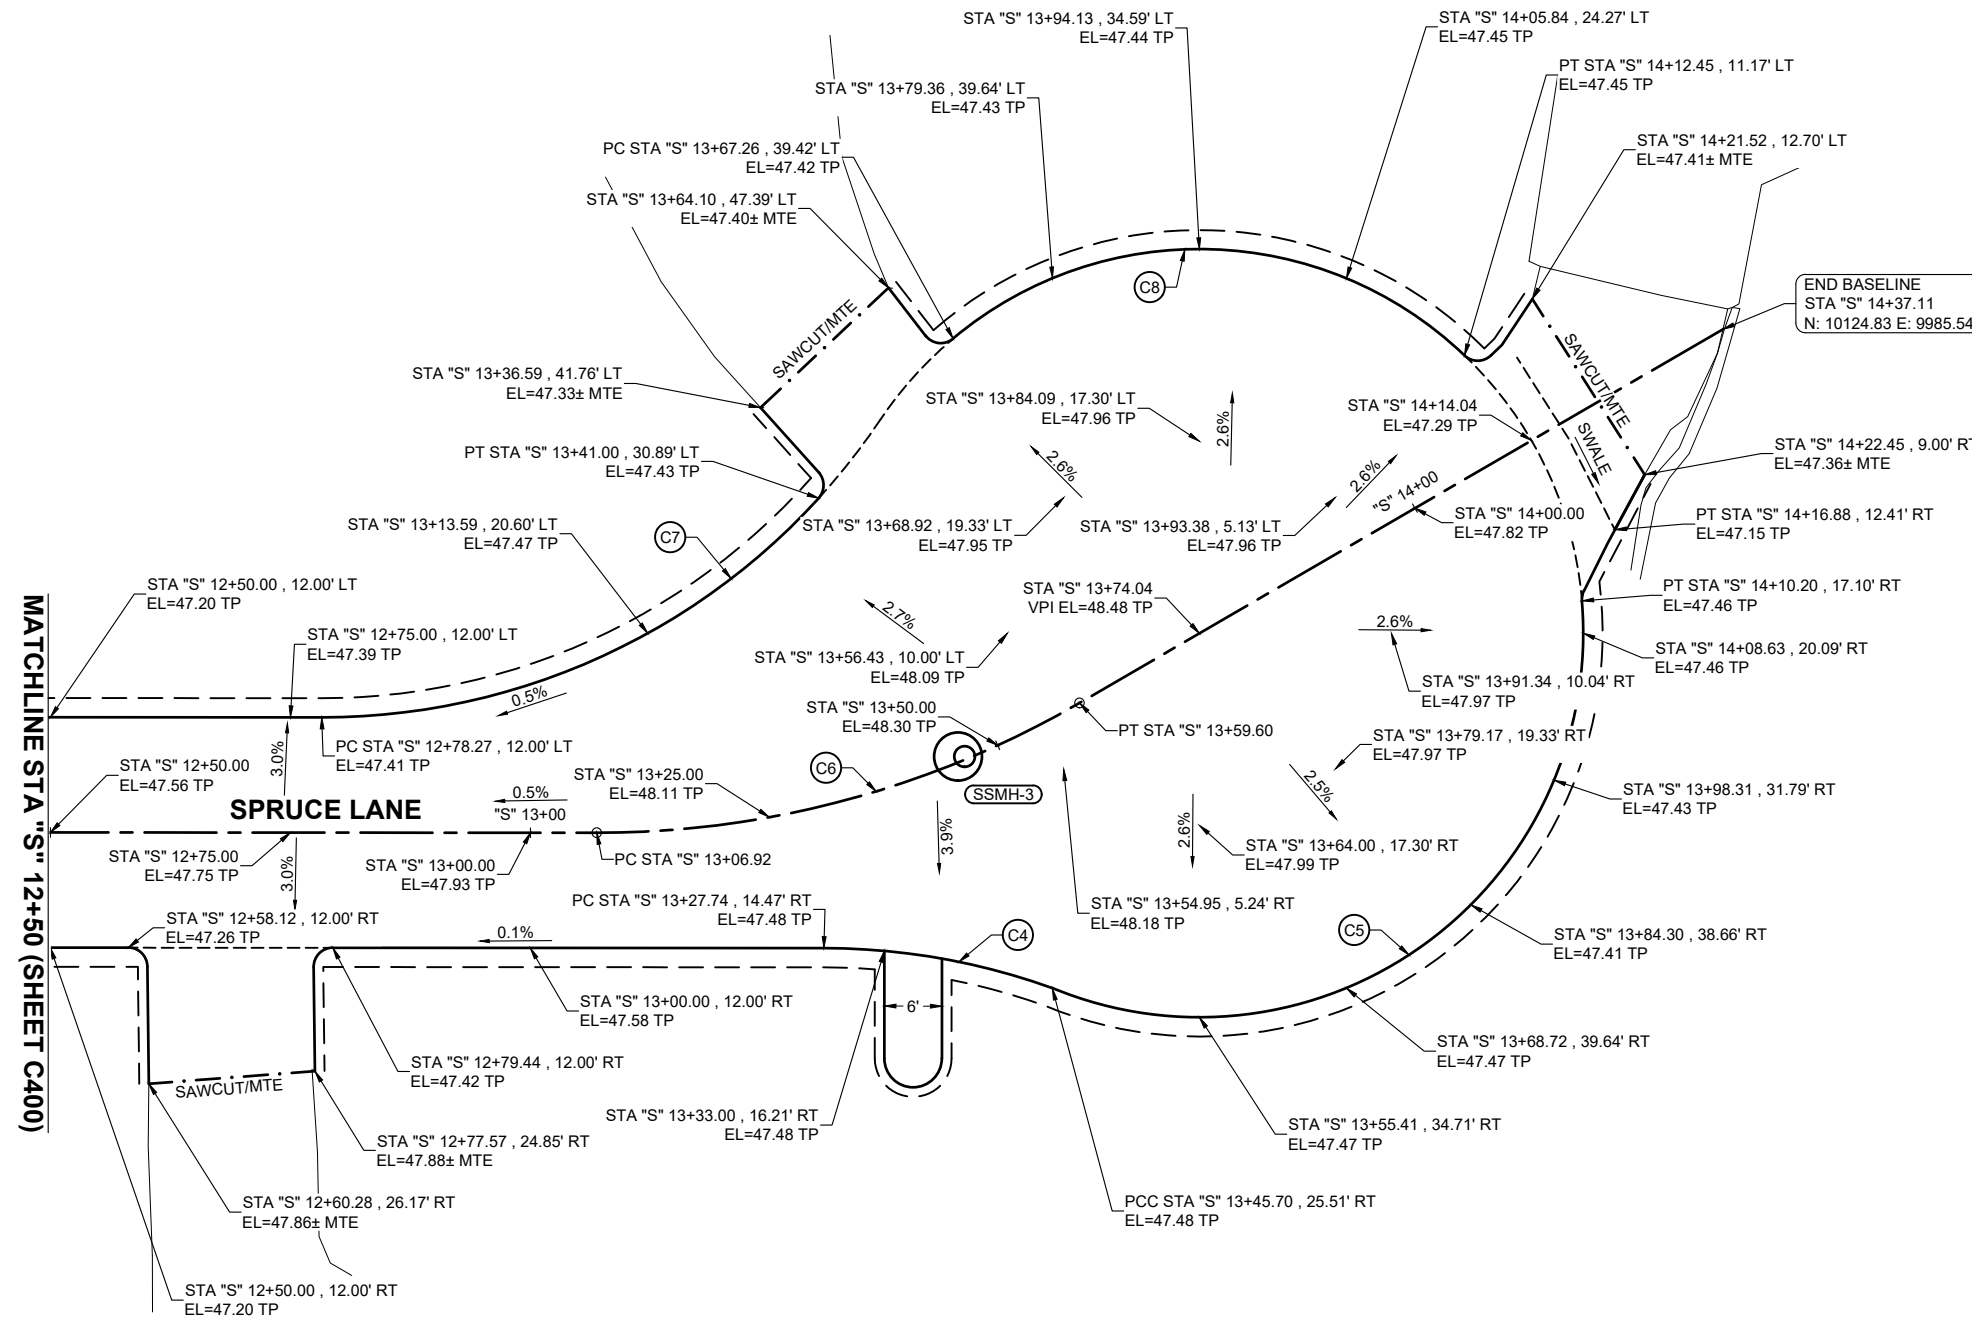 STA "S" 13+94.13 , 34.59' LT
EL=47.44 TP
STA "S" 14+05.84 , 24.27' LT
EL=47.45 TP
STA "S" 13+79.36 , 39.64' LT
EL=47.43 TP
PT STA "S" 14+12.45 , 11.17' LT
EL=47.45 TP
PC STA "S" 13+67.26 , 39.42' LT
EL=47.42 TP
STA "S" 14+21.52 , 12.70' LT
EL=47.41± MTE
STA "S" 13+64.10 , 47.39' LT
EL=47.40± MTE
C8
END BASELINE
STA "S" 14+37.11
N: 10124.83 E: 9985.54
SAWCUT/MTE
SAWCUT/MTE
STA "S" 13+36.59 , 41.76' LT
EL=47.33± MTE
STA "S" 13+84.09 , 17.30' LT
EL=47.96 TP
2.6%
STA "S" 14+14.04
EL=47.29 TP
SWALE
STA "S" 14+22.45 , 9.00' RT
EL=47.36± MTE
PT STA "S" 13+41.00 , 30.89' LT
EL=47.43 TP
2.6%
2.6%
"S" 14+00
STA "S" 13+13.59 , 20.60' LT
EL=47.47 TP
C7
STA "S" 13+68.92 , 19.33' LT
EL=47.95 TP
STA "S" 13+93.38 , 5.13' LT
EL=47.96 TP
STA "S" 14+00.00
EL=47.82 TP
PT STA "S" 14+16.88 , 12.41' RT
EL=47.15 TP
STA "S" 12+50.00 , 12.00' LT
EL=47.20 TP
STA "S" 13+74.04
VPI EL=48.48 TP
PT STA "S" 14+10.20 , 17.10' RT
EL=47.46 TP
2.7%
2.6%
STA "S" 12+75.00 , 12.00' LT
EL=47.39 TP
STA "S" 13+56.43 , 10.00' LT
EL=48.09 TP
STA "S" 14+08.63 , 20.09' RT
EL=47.46 TP
0.5%
STA "S" 13+91.34 , 10.04' RT
EL=47.97 TP
STA "S" 13+50.00
EL=48.30 TP
PT STA "S" 13+59.60
STA "S" 13+79.17 , 19.33' RT
EL=47.97 TP
3.0%
PC STA "S" 12+78.27 , 12.00' LT
EL=47.41 TP
STA "S" 12+50.00
EL=47.56 TP
STA "S" 13+25.00
EL=48.11 TP
C6
SSMH-3
2.5%
STA "S" 13+98.31 , 31.79' RT
EL=47.43 TP
SPRUCE LANE
0.5%
"S" 13+00
3.9%
2.6%
STA "S" 12+75.00
EL=47.75 TP
3.0%
STA "S" 13+00.00
EL=47.93 TP
PC STA "S" 13+06.92
STA "S" 13+64.00 , 17.30' RT
EL=47.99 TP
MATCHLINE STA "S" 12+50 (SHEET C400)
STA "S" 12+58.12 , 12.00' RT
EL=47.26 TP
PC STA "S" 13+27.74 , 14.47' RT
EL=47.48 TP
STA "S" 13+54.95 , 5.24' RT
EL=48.18 TP
0.1%
C4
C5
STA "S" 13+84.30 , 38.66' RT
EL=47.41 TP
STA "S" 13+00.00 , 12.00' RT
EL=47.58 TP
6'
STA "S" 13+68.72 , 39.64' RT
EL=47.47 TP
STA "S" 12+79.44 , 12.00' RT
EL=47.42 TP
SAWCUT/MTE
STA "S" 13+33.00 , 16.21' RT
EL=47.48 TP
STA "S" 13+55.41 , 34.71' RT
EL=47.47 TP
STA "S" 12+77.57 , 24.85' RT
EL=47.88± MTE
STA "S" 12+60.28 , 26.17' RT
EL=47.86± MTE
PCC STA "S" 13+45.70 , 25.51' RT
EL=47.48 TP
STA "S" 12+50.00 , 12.00' RT
EL=47.20 TP